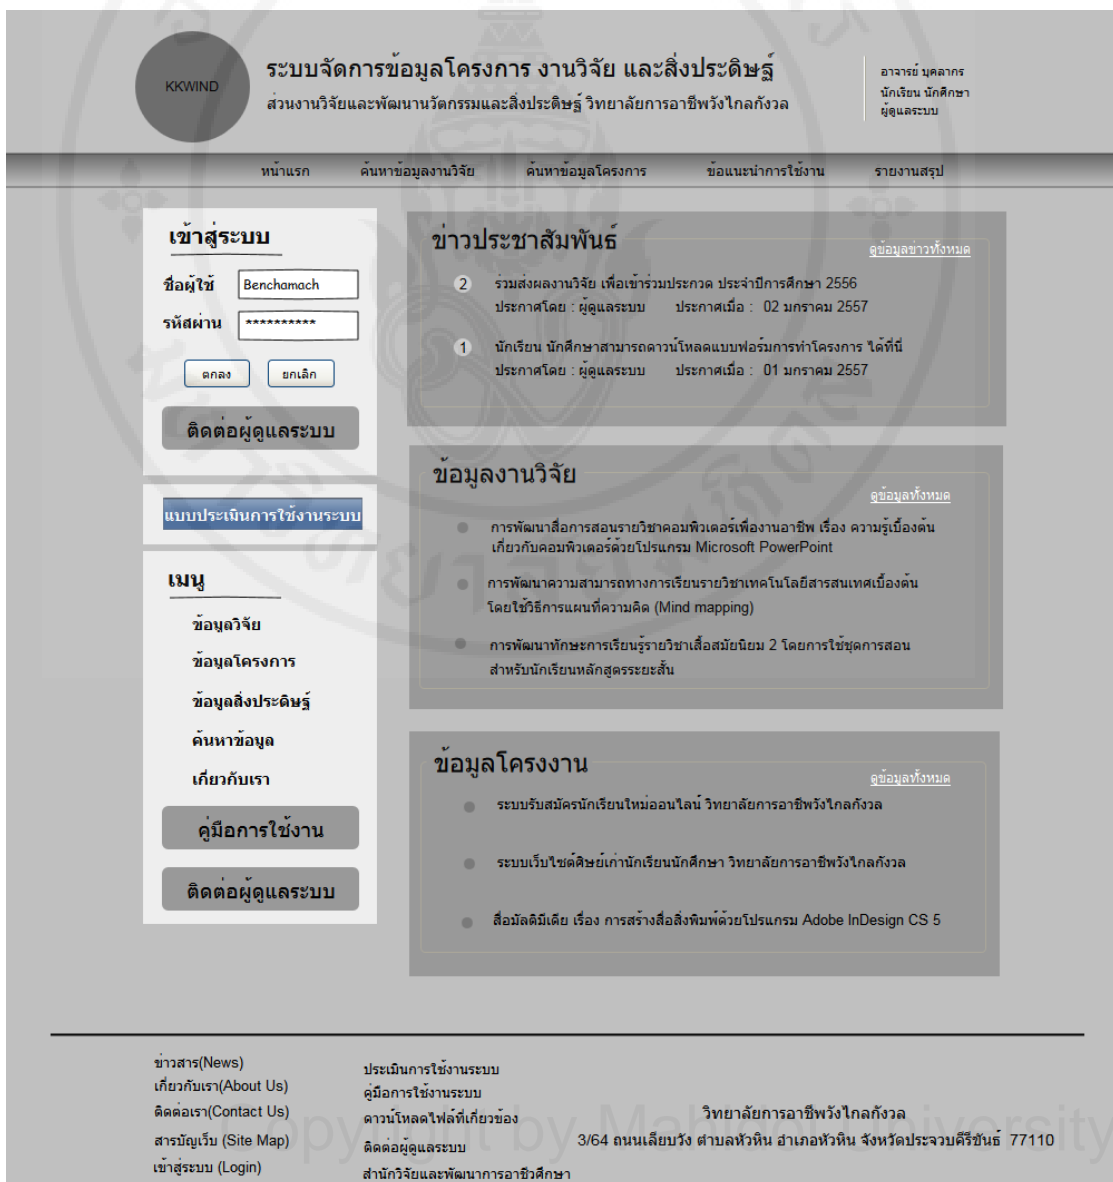 KKWIND
ระบบจัดการข้อมูลโครงการ งานวิจัย และสิ่งประดิษฐ์
ส่วนงานวิจัยและพัฒนานวัตกรรมและสิ่งประดิษฐ์ วิทยาลัยการอาชีพวังไกลกังวล
อาจารย์ บุคลากร
นักเรียน นักศึกษา
ผู้ดูแลระบบ
หน้าแรก ค้นหาข้อมูลงานวิจัย ค้นหาข้อมูลโครงการ ข้อแนะนำการใช้งาน รายงานสรุป
เข้าสู่ระบบ
ชื่อผู้ใช้ Benchamach
รหัสผ่าน **********
ตกลง ยกเลิก
ติดต่อผู้ดูแลระบบ
แบบประเมินการใช้งานระบบ
เมนู
ข้อมูลวิจัย
ข้อมูลโครงการ
ข้อมูลสิ่งประดิษฐ์
ค้นหาข้อมูล
เกี่ยวกับเรา
คู่มือการใช้งาน
ติดต่อผู้ดูแลระบบ
ข่าวประชาสัมพันธ์
ดูข้อมูลข่าวทั้งหมด
2 ร่วมส่งผลงานวิจัย เพื่อเข้าร่วมประกวด ประจำปีการศึกษา 2556
ประกาศโดย : ผู้ดูแลระบบ ประกาศเมื่อ : 02 มกราคม 2557
1 นักเรียน นักศึกษาสามารถดาวน์โหลดแบบฟอร์มการทำโครงการ ได้ที่นี่
ประกาศโดย : ผู้ดูแลระบบ ประกาศเมื่อ : 01 มกราคม 2557
ข้อมูลงานวิจัย
ดูข้อมูลทั้งหมด
การพัฒนาสื่อการสอนรายวิชาคอมพิวเตอร์เพื่องานอาชีพ เรื่อง ความรู้เบื้องต้น
เกี่ยวกับคอมพิวเตอร์ด้วยโปรแกรม Microsoft PowerPoint
การพัฒนาความสามารถทางการเรียนรายวิชาเทคโนโลยีสารสนเทศเบื้องต้น
โดยใช้วิธีการแผนที่ความคิด (Mind mapping)
การพัฒนาทักษะการเรียนรู้รายวิชาเสื้อสมัยนิยม 2 โดยการใช้ชุดการสอน
สำหรับนักเรียนหลักสูตรระยะสั้น
ข้อมูลโครงงาน
ดูข้อมูลทั้งหมด
ระบบรับสมัครนักเรียนใหม่ออนไลน์ วิทยาลัยการอาชีพวังไกลกังวล
ระบบเว็บไซต์ศิษย์เก่านักเรียนนักศึกษา วิทยาลัยการอาชีพวังไกลกังวล
สื่อมัลติมีเดีย เรื่อง การสร้างสื่อสิ่งพิมพ์ด้วยโปรแกรม Adobe InDesign CS 5
ข่าวสาร(News)
เกี่ยวกับเรา(About Us)
ติดต่อเรา(Contact Us)
สารบัญเว็บ (Site Map)
เข้าสู่ระบบ (Login)
ประเมินการใช้งานระบบ
คู่มือการใช้งานระบบ
ดาวน์โหลดไฟล์ที่เกี่ยวข้อง
ติดต่อผู้ดูแลระบบ
สำนักวิจัยและพัฒนาการอาชีวศึกษา
วิทยาลัยการอาชีพวังไกลกังวล
3/64 ถนนเลียบวัง ตำบลหัวหิน อำเภอหัวหิน จังหวัดประจวบคีรีขันธ์ 77110
Copyright by Mahidol University